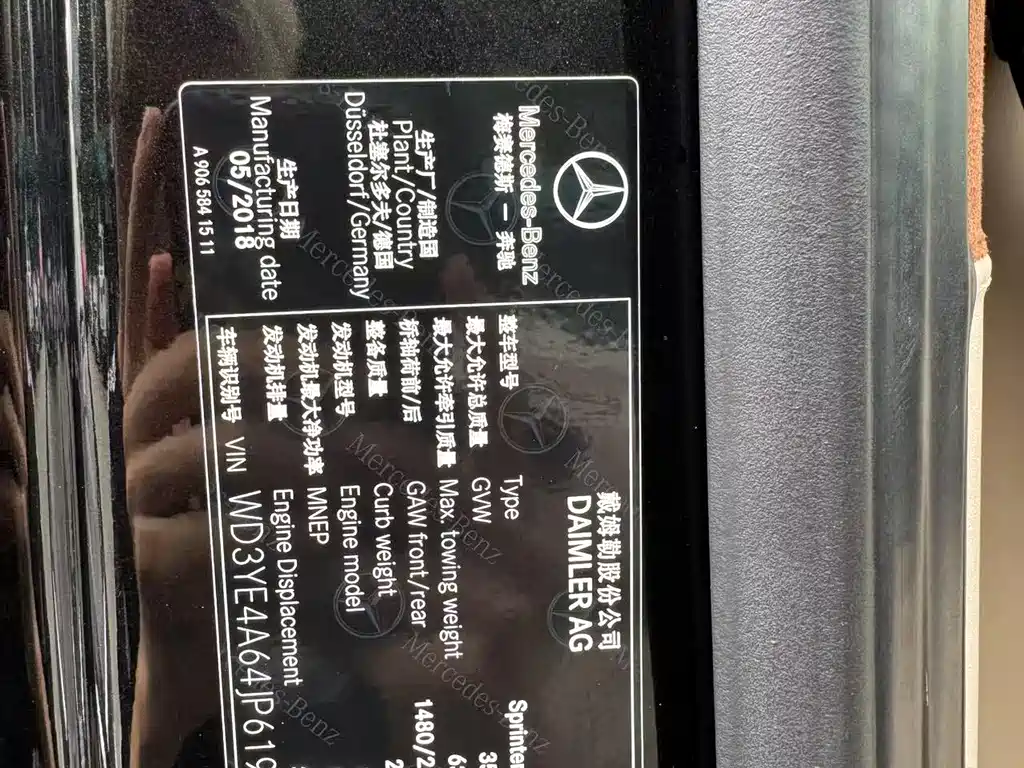 Mercedes-Benz
梅赛德斯 - 奔驰
生产厂/制造国
Plant/Country
杜塞尔多夫/德国
Düsseldorf/Germany
生产日期
Manufacturing date
05/2018
A 906 584 15 11
戴姆勒股份公司
DAIMLER AG
整车型号 Type Sprinter
最大允许总质量 GVW 35
最大允许牵引质量 Max. towing weight
桥轴荷前/后 GAW front/rear 1480/2
整备质量 Curb weight 2
发动机型号 Engine model
发动机最大净功率 MNEP
发动机排量 Engine Displacement
车辆识别号 VIN WD3YE4A64JP619